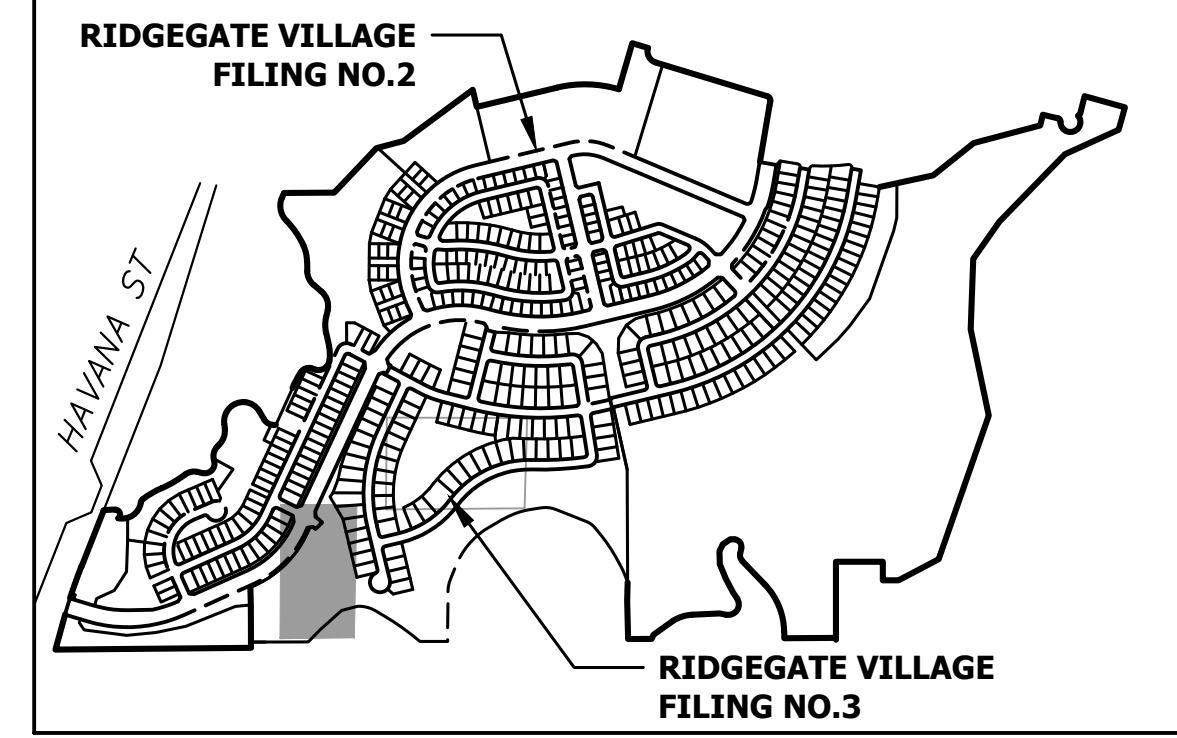 RIDGEGATE VILLAGE
FILING NO.2
HAVANA ST
RIDGEGATE VILLAGE
FILING NO.3